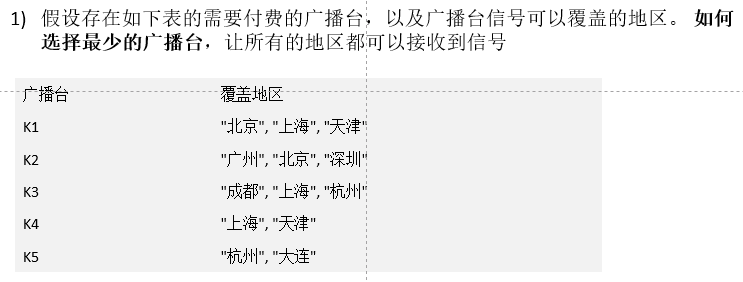 1) 假设存在如下表的需要付费的广播台，以及广播台信号可以覆盖的地区。 如何
选择最少的广播台，让所有的地区都可以接收到信号
广播台 覆盖地区
K1 "北京", "上海", "天津"
K2 "广州", "北京", "深圳"
K3 "成都", "上海", "杭州"
K4 "上海", "天津"
K5 "杭州", "大连"